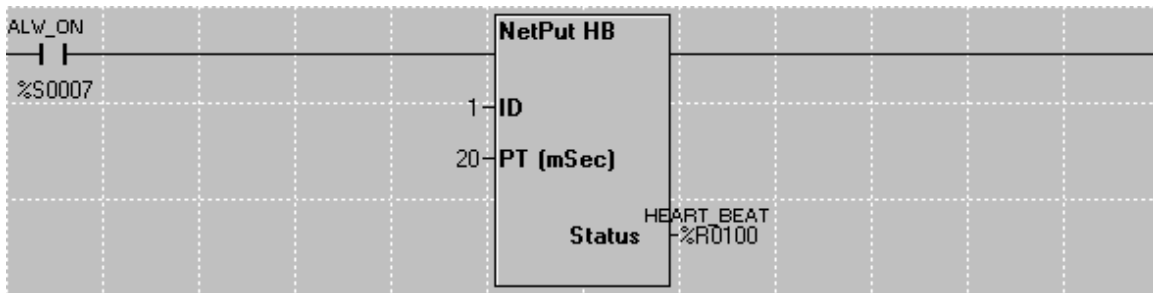 ALW_ON
NetPut HB
%S0007
1 ID
20 PT (mSec)
HEART_BEAT
Status %R0100